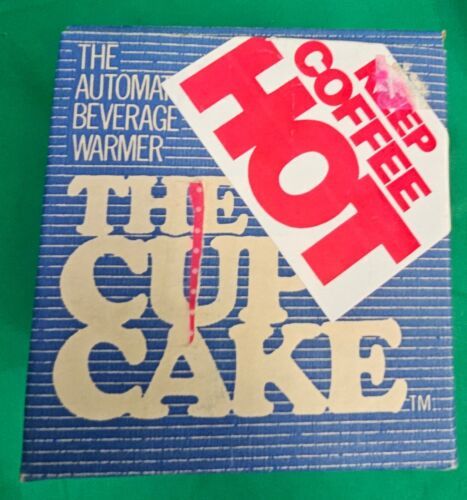 THE
AUTOMA
BEVERAGE
WARMER
KEEP
COFFEE
HOT
THE
CUP
CAKE TM